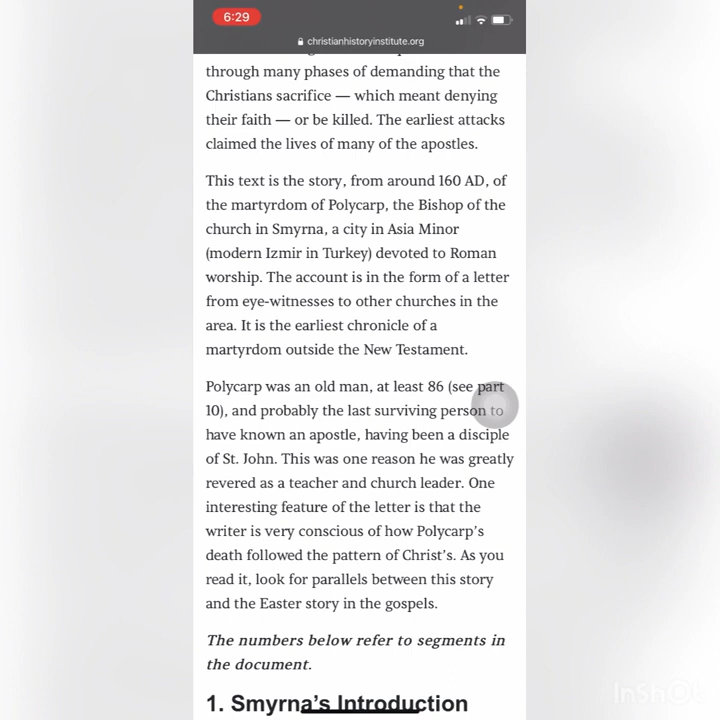 6:29
christianhistoryinstitute.org
through many phases of demanding that the
Christians sacrifice — which meant denying
their faith — or be killed. The earliest attacks
claimed the lives of many of the apostles.
This text is the story, from around 160 AD, of
the martyrdom of Polycarp, the Bishop of the
church in Smyrna, a city in Asia Minor
(modern Izmir in Turkey) devoted to Roman
worship. The account is in the form of a letter
from eye-witnesses to other churches in the
area. It is the earliest chronicle of a
martyrdom outside the New Testament.
Polycarp was an old man, at least 86 (see part
10), and probably the last surviving person to
have known an apostle, having been a disciple
of St. John. This was one reason he was greatly
revered as a teacher and church leader. One
interesting feature of the letter is that the
writer is very conscious of how Polycarp’s
death followed the pattern of Christ’s. As you
read it, look for parallels between this story
and the Easter story in the gospels.
The numbers below refer to segments in
the document.
1. Smyrna’s Introduction
InShOt